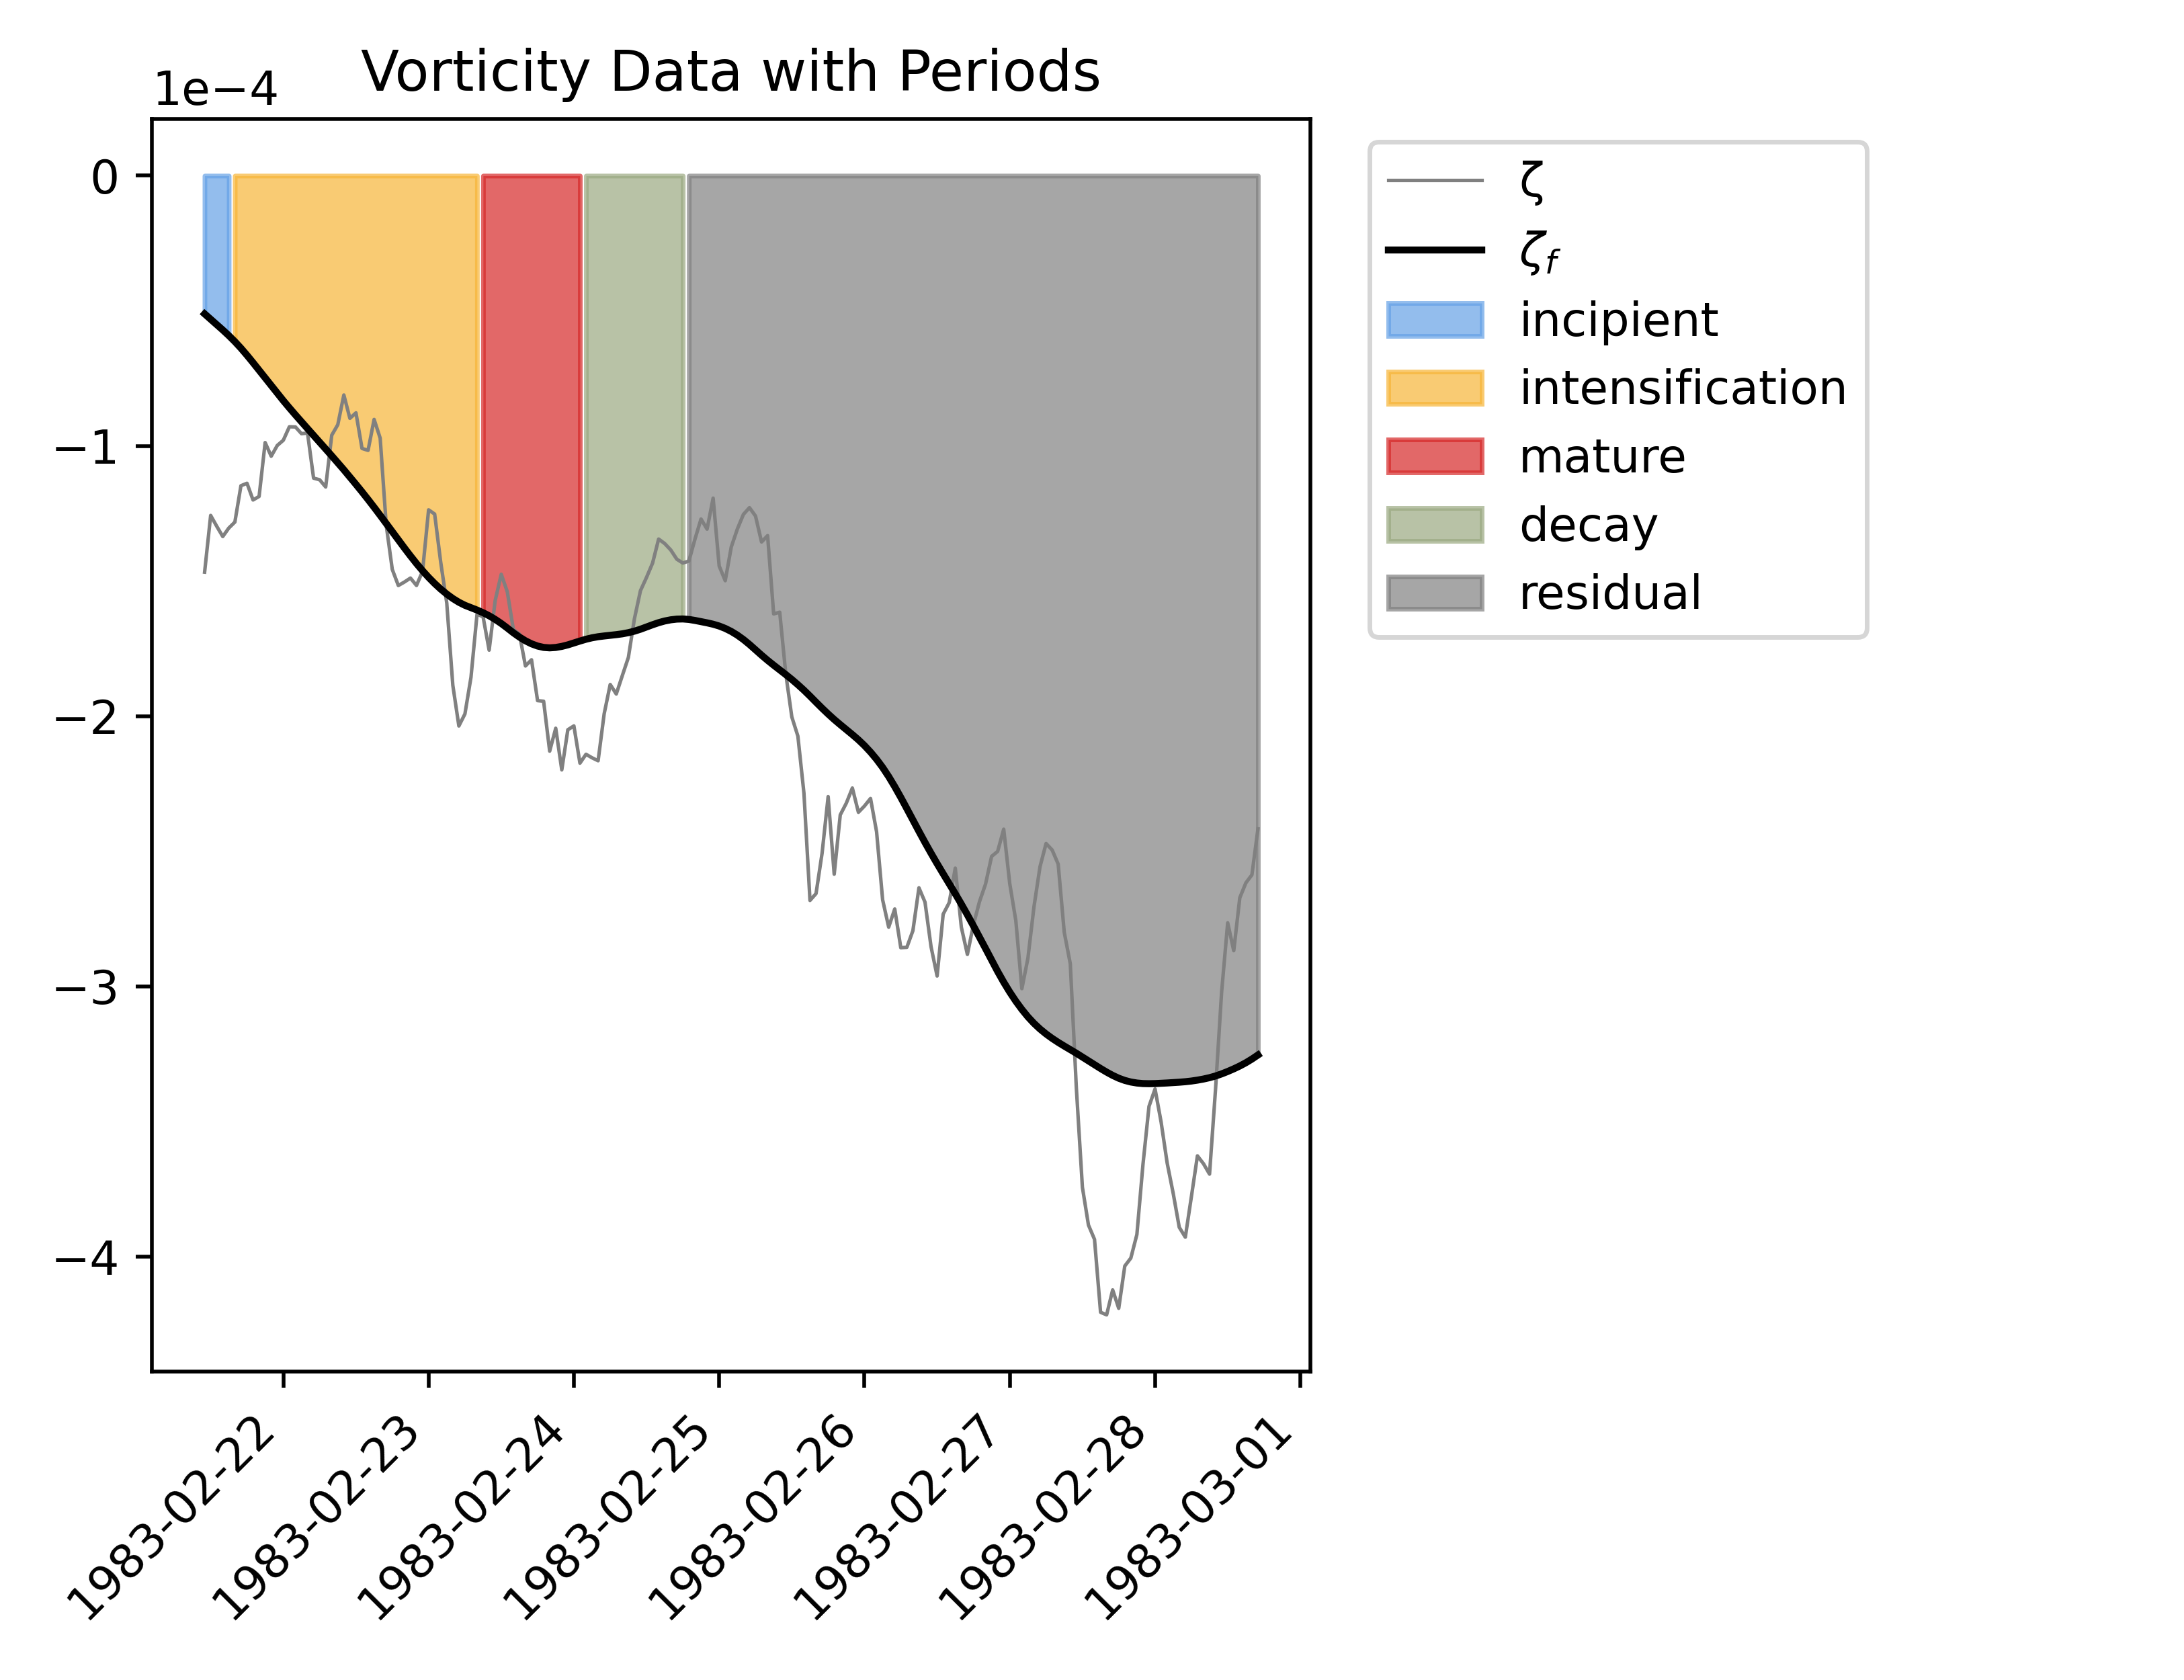 Vorticity Data with Periods
1e−4
0
−1
−2
−3
−4
1983-02-22
1983-02-23
1983-02-24
1983-02-25
1983-02-26
1983-02-27
1983-02-28
1983-03-01
ζ
ζf
incipient
intensification
mature
decay
residual